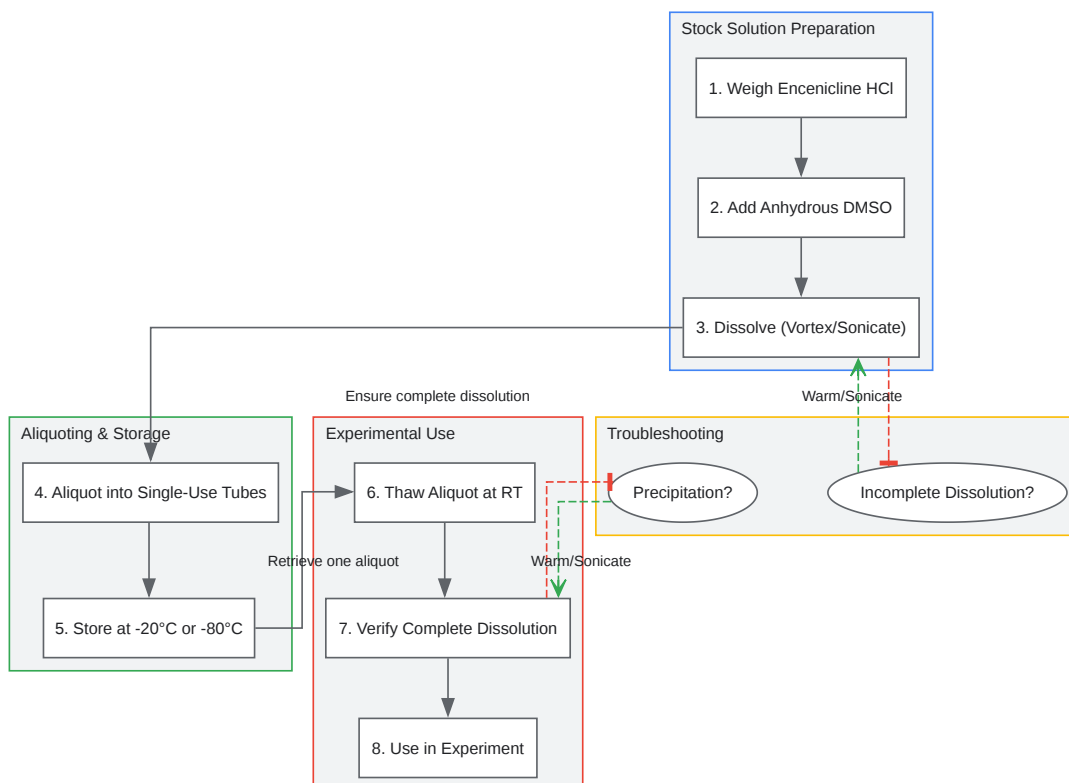 Stock Solution Preparation
1. Weigh Encenicline HCl
2. Add Anhydrous DMSO
3. Dissolve (Vortex/Sonicate)
Ensure complete dissolution
Warm/Sonicate
Aliquoting & Storage
Experimental Use
Troubleshooting
4. Aliquot into Single-Use Tubes
6. Thaw Aliquot at RT
Precipitation?
Incomplete Dissolution?
Retrieve one aliquot
Warm/Sonicate
5. Store at -20°C or -80°C
7. Verify Complete Dissolution
8. Use in Experiment